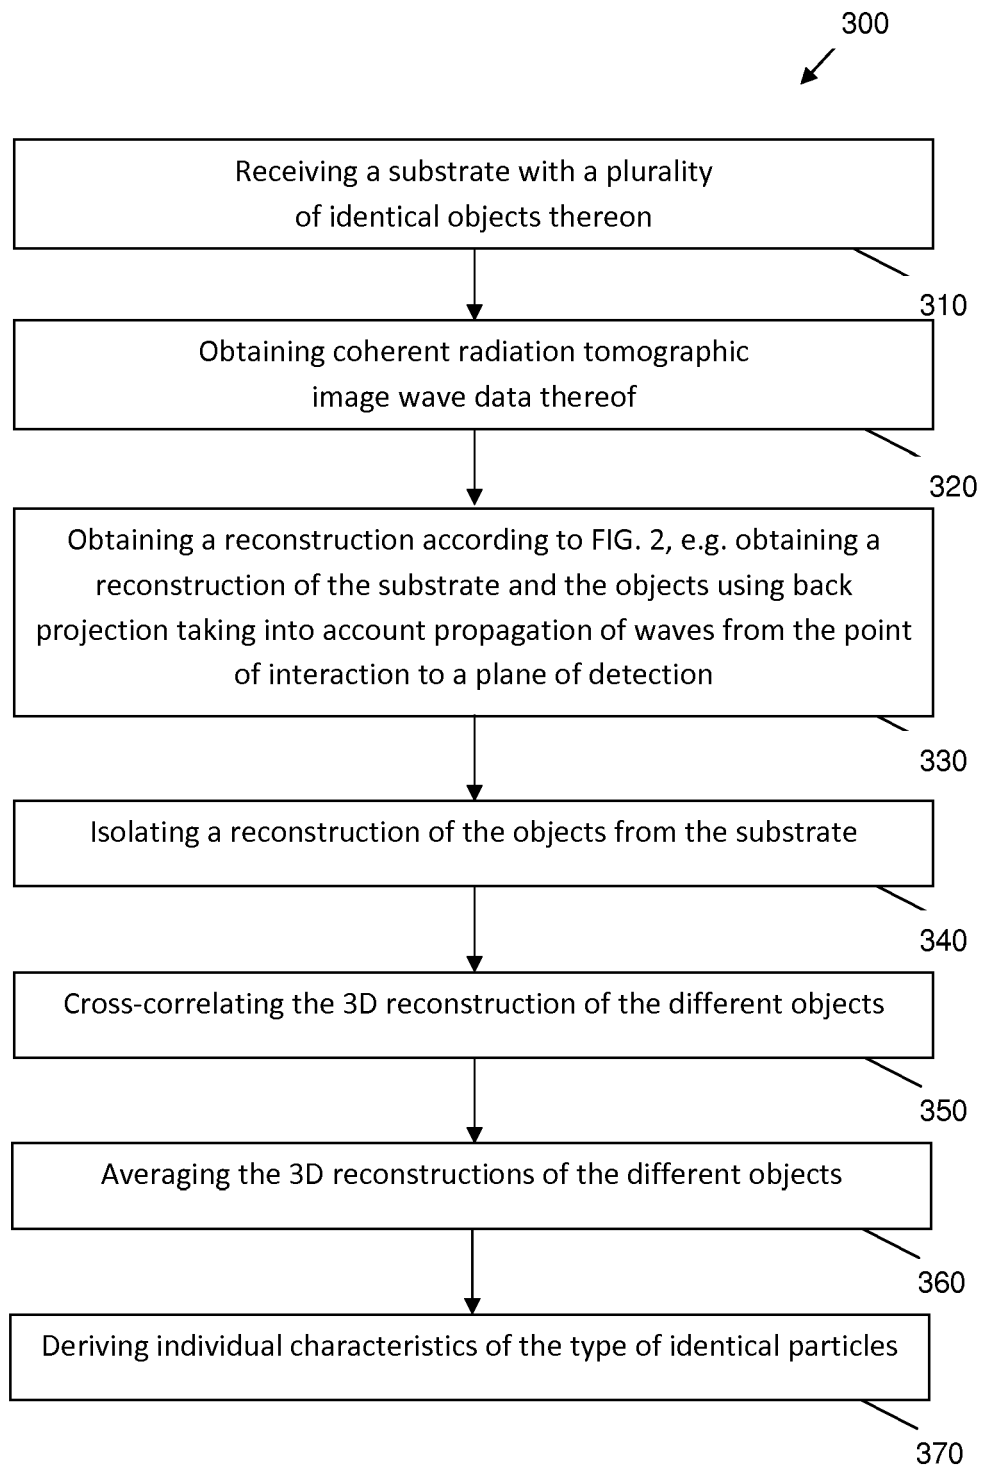 300
Receiving a substrate with a plurality
of identical objects thereon
310
Obtaining coherent radiation tomographic
image wave data thereof
320
Obtaining a reconstruction according to FIG. 2, e.g. obtaining a
reconstruction of the substrate and the objects using back
projection taking into account propagation of waves from the point
of interaction to a plane of detection
330
Isolating a reconstruction of the objects from the substrate
340
Cross-correlating the 3D reconstruction of the different objects
350
Averaging the 3D reconstructions of the different objects
360
Deriving individual characteristics of the type of identical particles
370